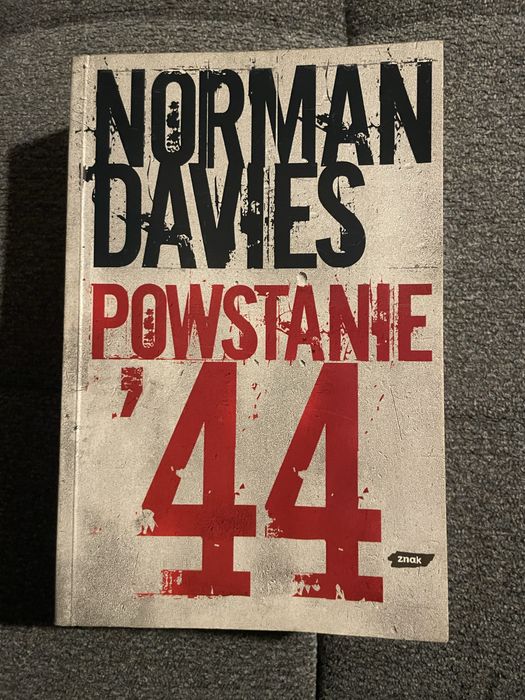 NORMAN
DAVIES
POWSTANIE
'44
znak